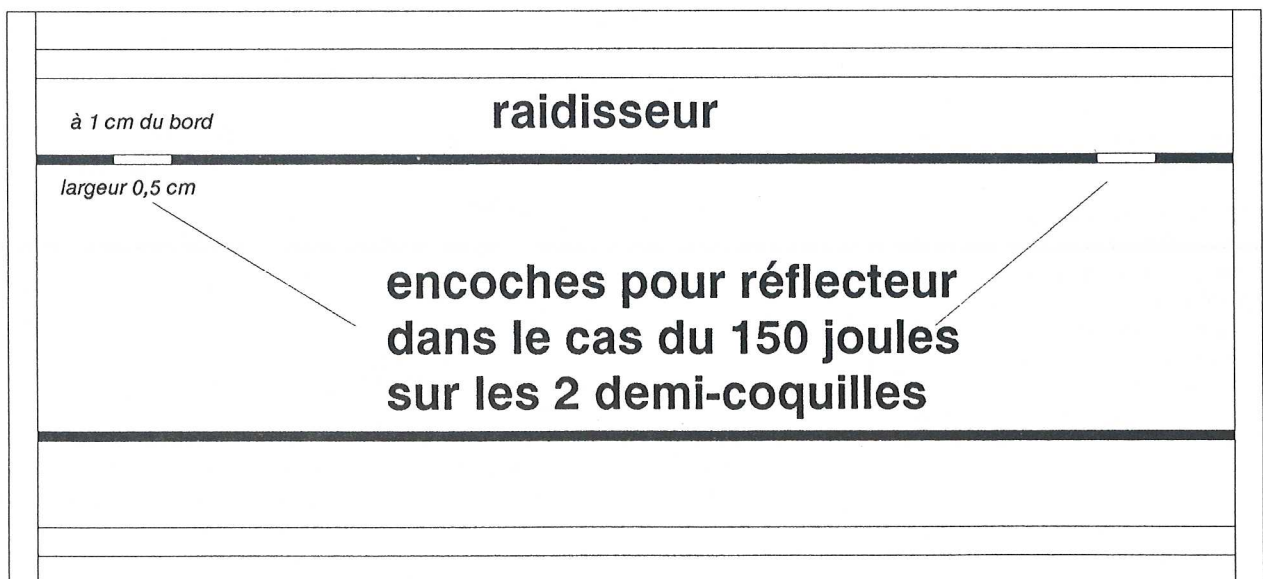 raidisseur
à 1 cm du bord
largeur 0,5 cm
encoches pour réflecteur
dans le cas du 150 joules
sur les 2 demi-coquilles